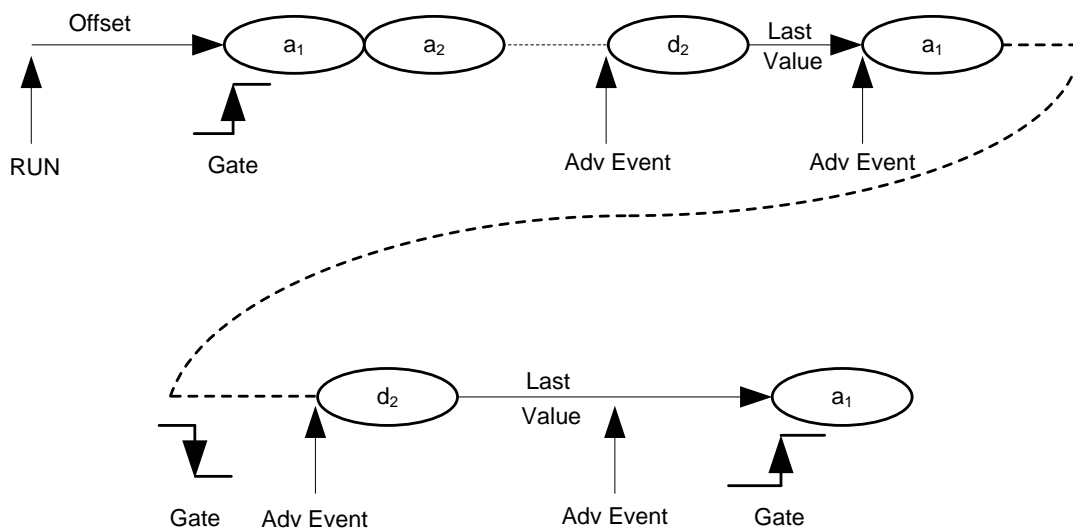 Offset
a1
a2
d2
Last
Value
a1
RUN
Gate
Adv Event
Adv Event
d2
Last
Value
a1
Gate
Adv Event
Adv Event
Gate